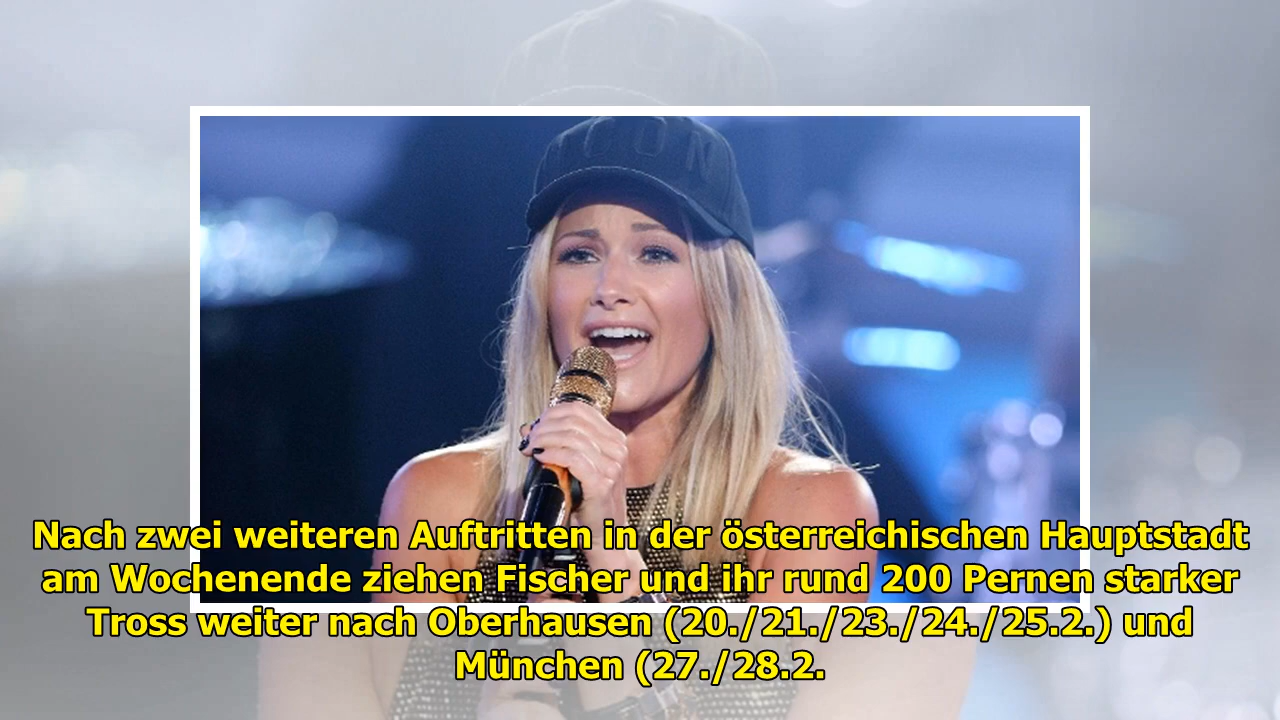 ICON
Nach zwei weiteren Auftritten in der österreichischen Hauptstadt
am Wochenende ziehen Fischer und ihr rund 200 Pernen starker
Tross weiter nach Oberhausen (20./21./23./24./25.2.) und
München (27./28.2.